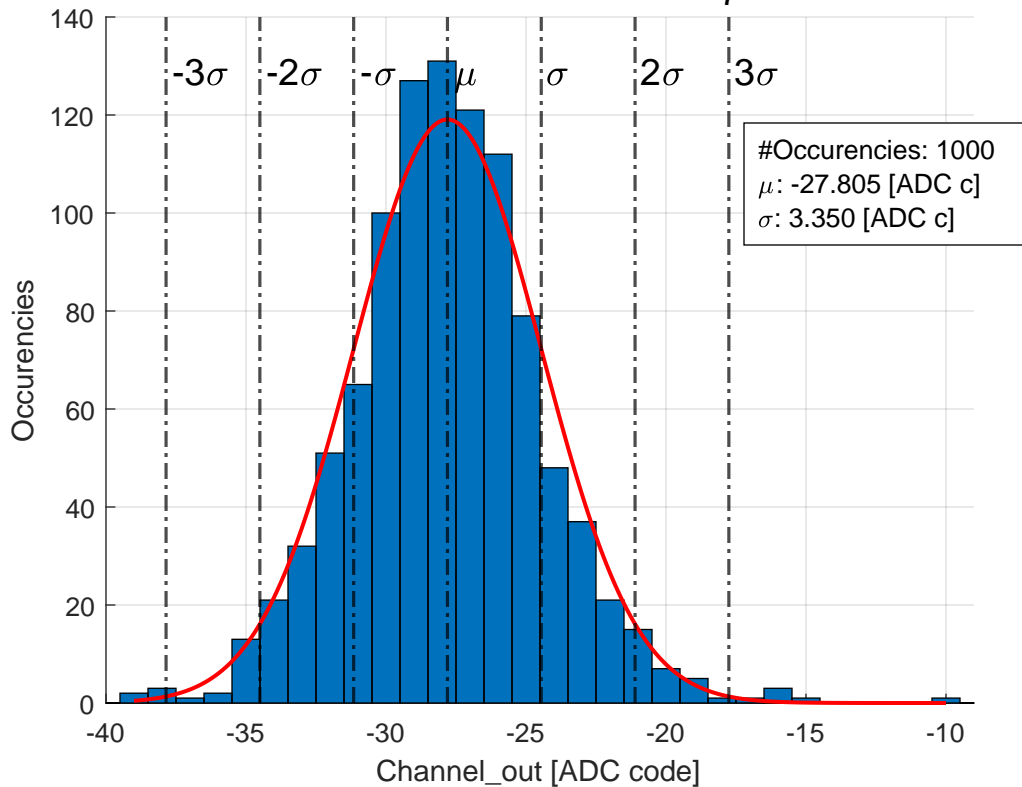 140
120
100
80
60
40
20
0
-40
-35
-30
-25
-20
-15
-10
Occurencies
Channel_out [ADC code]
-3σ
-2σ
-σ
μ
σ
2σ
3σ
#Occurencies: 1000
μ: -27.805 [ADC c]
σ: 3.350 [ADC c]